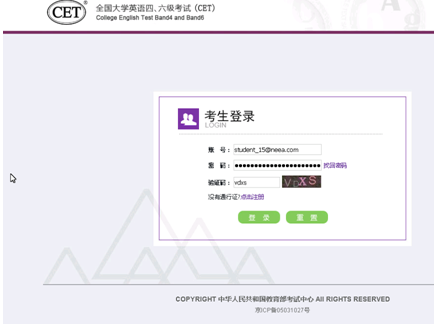 CET
全国大学英语四、六级考试 (CET)
College English Test Band4 and Band6
考生登录
LOGIN
账 号： student_15@neea.com
密 码： ●●●●●●●●●●●●●●●●●●●●●● 找回密码
验证码： vdxs VDXS
没有通行证?点击注册
登 录 重 置
COPYRIGHT 中华人民共和国教育部考试中心 All RIGHTS RESERVED
京ICP备05031027号